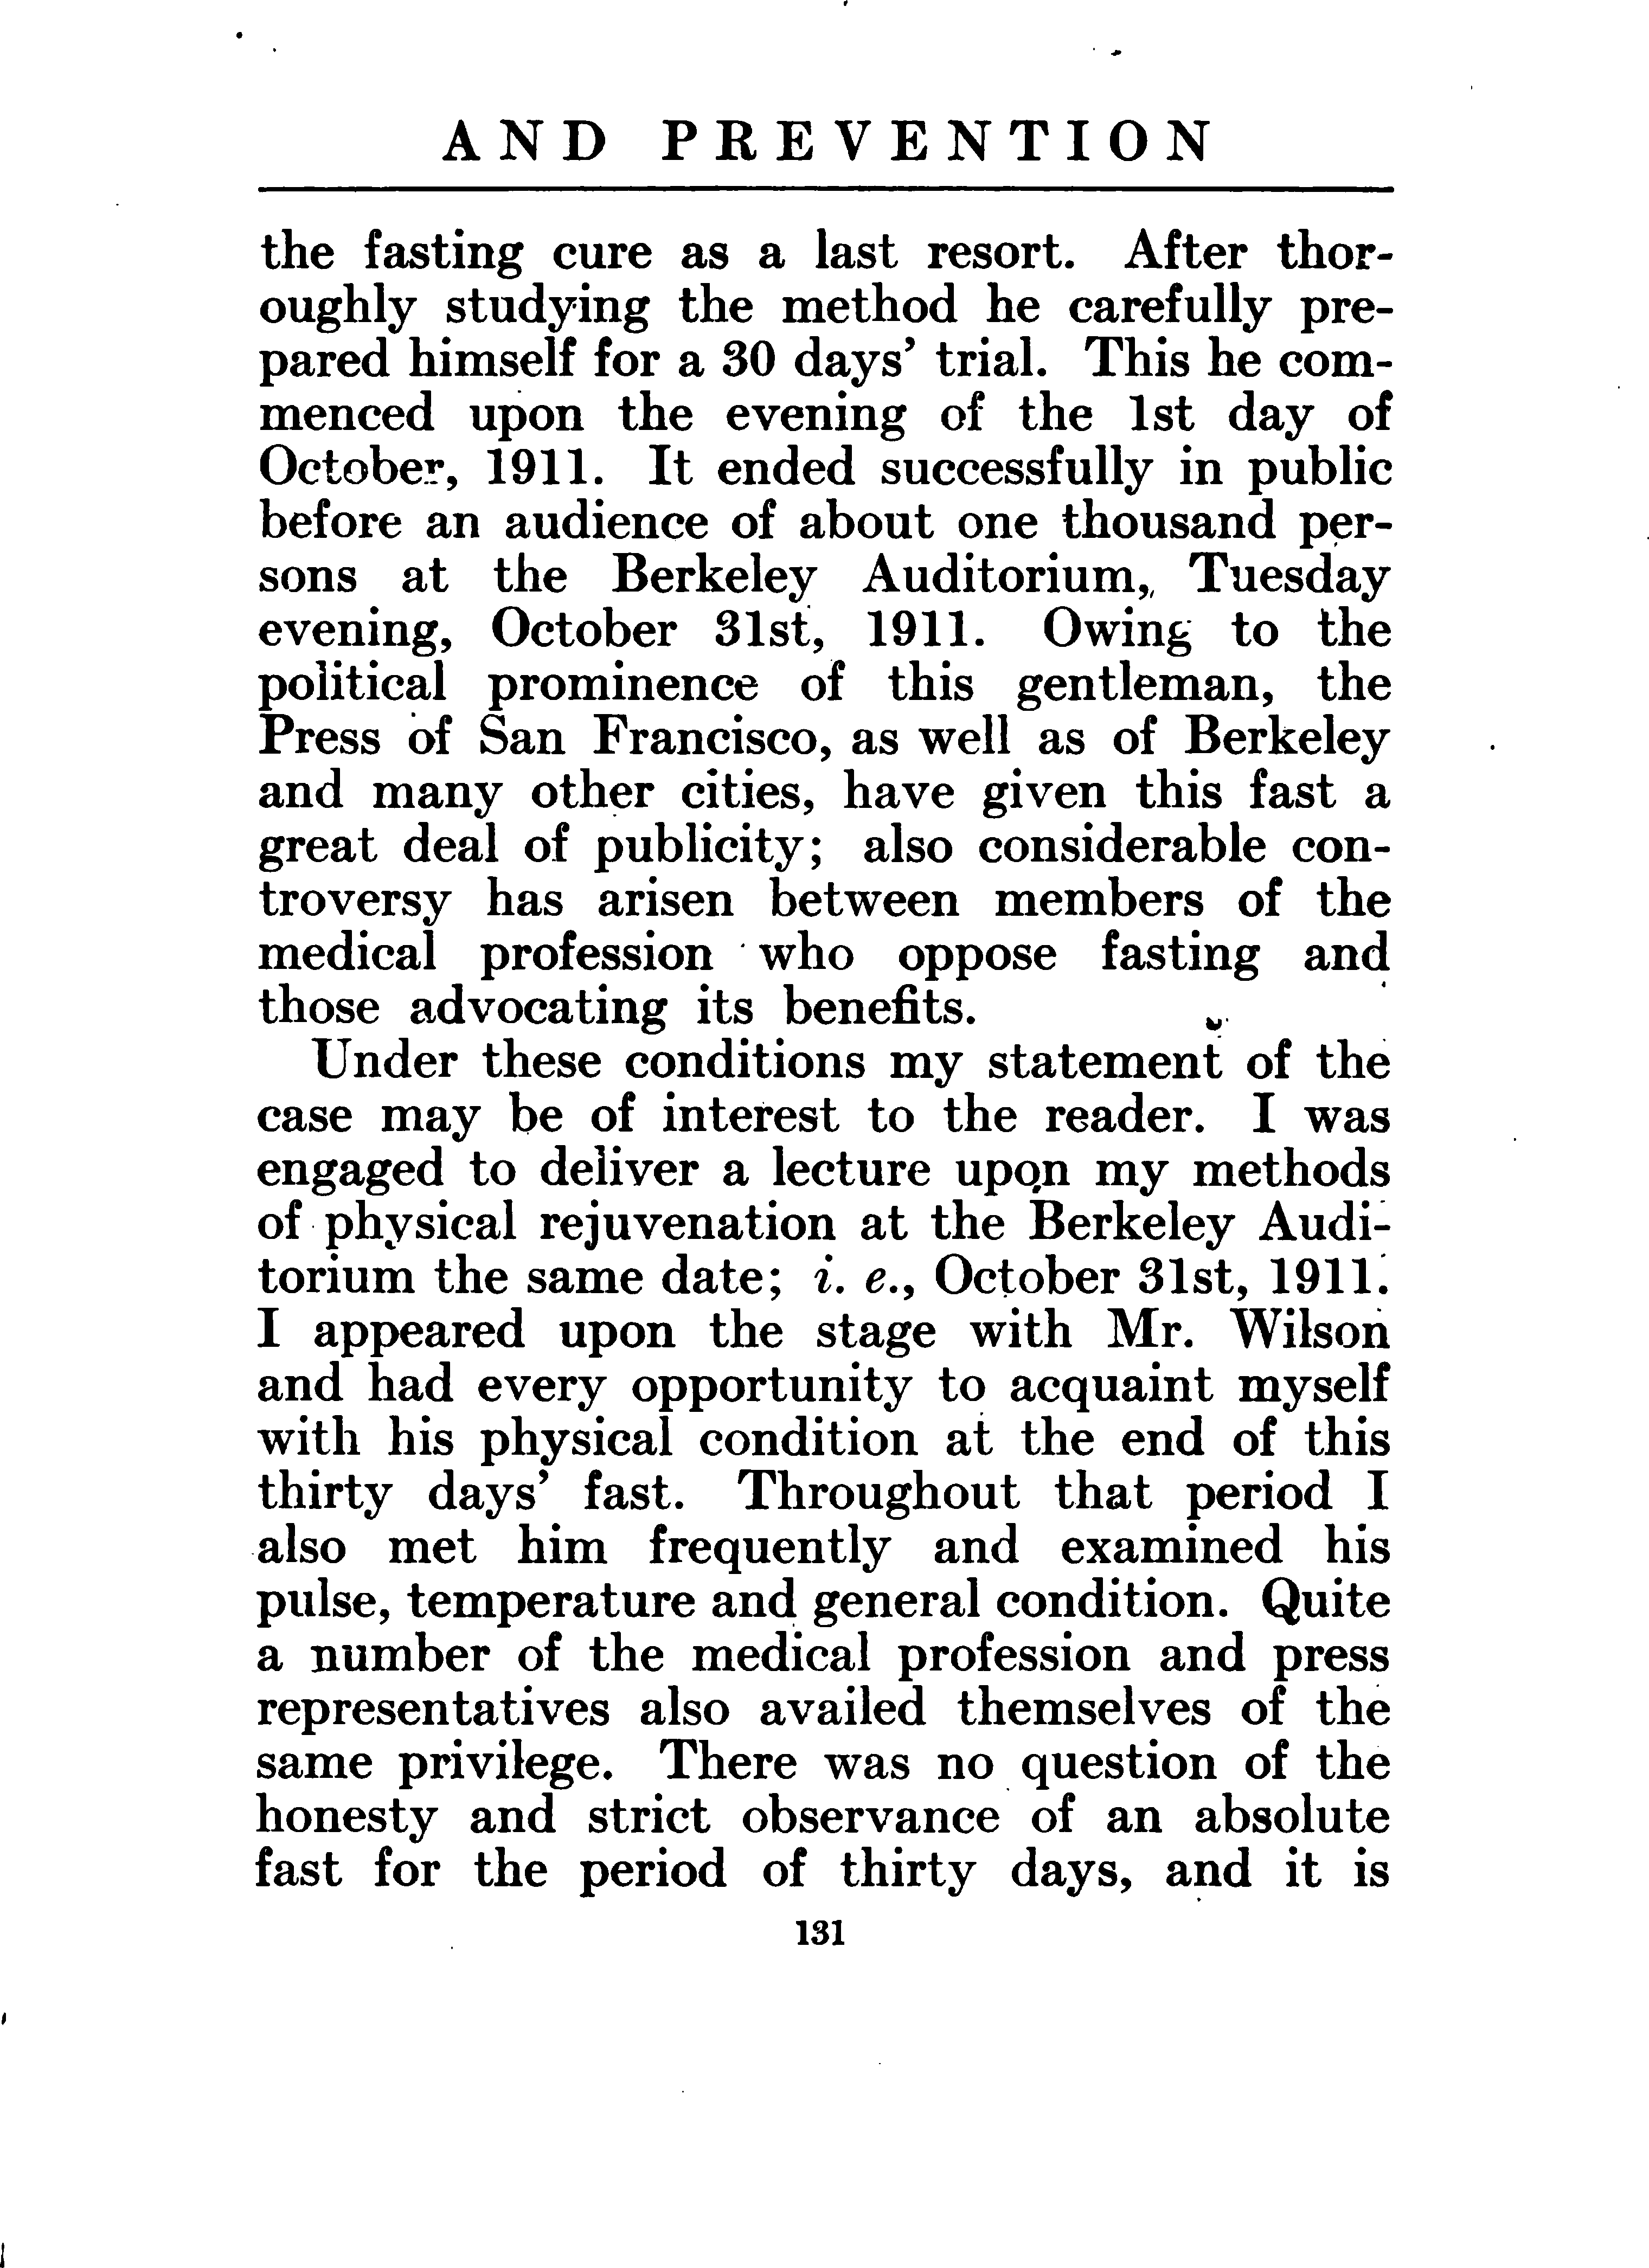 AND PREVENTION
the fasting cure as a last resort. After thor-
oughly studying the method he carefully pre-
pared himself for a 30 days' trial. This he com-
menced upon the evening of the 1st day of
October, 1911. It ended successfully in public
before an audience of about one thousand per-
sons at the Berkeley Auditorium, Tuesday
evening, October 31st, 1911. Owing to the
political prominence of this gentleman, the
Press of San Francisco, as well as of Berkeley
and many other cities, have given this fast a
great deal of publicity; also considerable con-
troversy has arisen between members of the
medical profession who oppose fasting and
those advocating its benefits.
Under these conditions my statement of the
case may be of interest to the reader. I was
engaged to deliver a lecture upon my methods
of physical rejuvenation at the Berkeley Audi-
torium the same date; i. e., October 31st, 1911.
I appeared upon the stage with Mr. Wilson
and had every opportunity to acquaint myself
with his physical condition at the end of this
thirty days' fast. Throughout that period I
also met him frequently and examined his
pulse, temperature and general condition. Quite
a number of the medical profession and press
representatives also availed themselves of the
same privilege. There was no question of the
honesty and strict observance of an absolute
fast for the period of thirty days, and it is
131